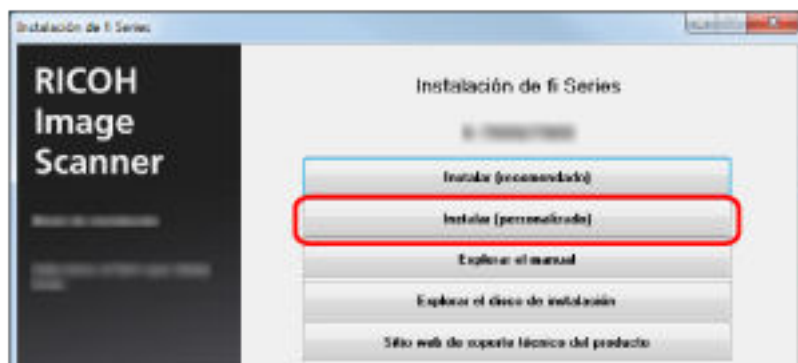 Instalación de fi Series
RICOH
Image
Scanner
Instalación de fi Series
Instalar (recomendado)
Instalar (personalizado)
Explorar el manual
Explorar el disco de instalación
Sitio web de soporte técnico del producto